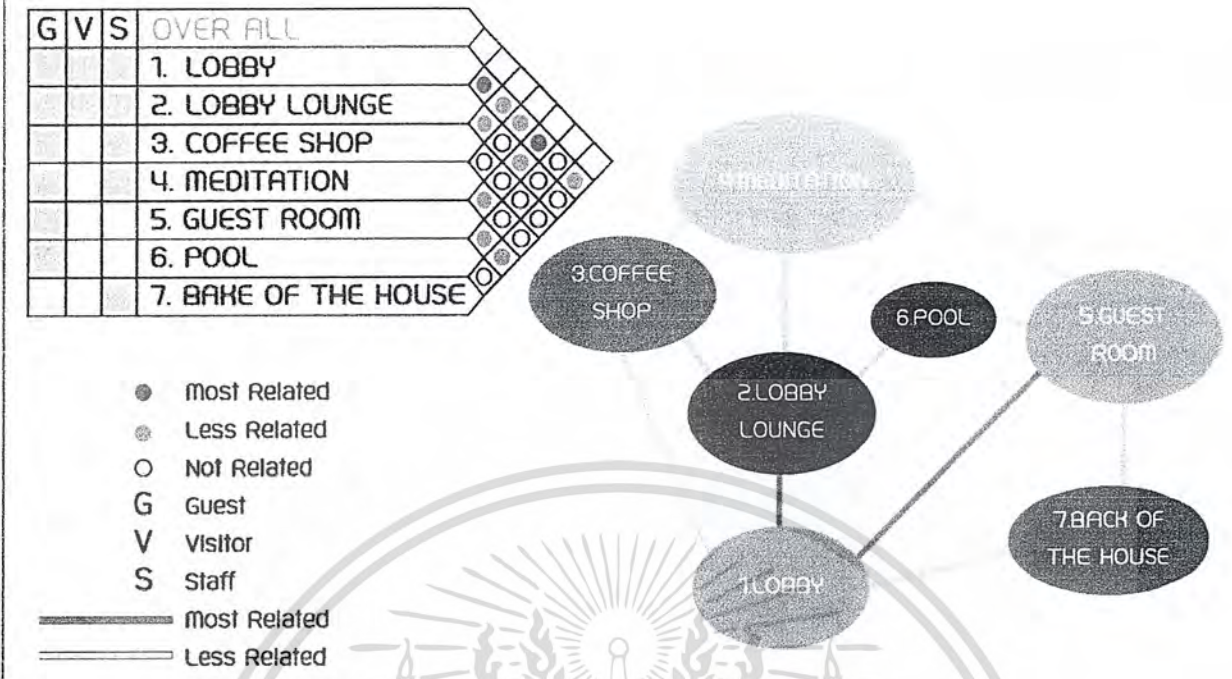 G V S OVER ALL
1. LOBBY
2. LOBBY LOUNGE
3. COFFEE SHOP
4. MEDITATION
5. GUEST ROOM
6. POOL
7. BAKE OF THE HOUSE
Most Related
Less Related
Not Related
G Guest
V Visitor
S Staff
Most Related
Less Related
4.MEDITATION
3.COFFEE
SHOP
6.POOL
5.GUEST
ROOM
2.LOBBY
LOUNGE
7.BACK OF
THE HOUSE
1.LOBBY